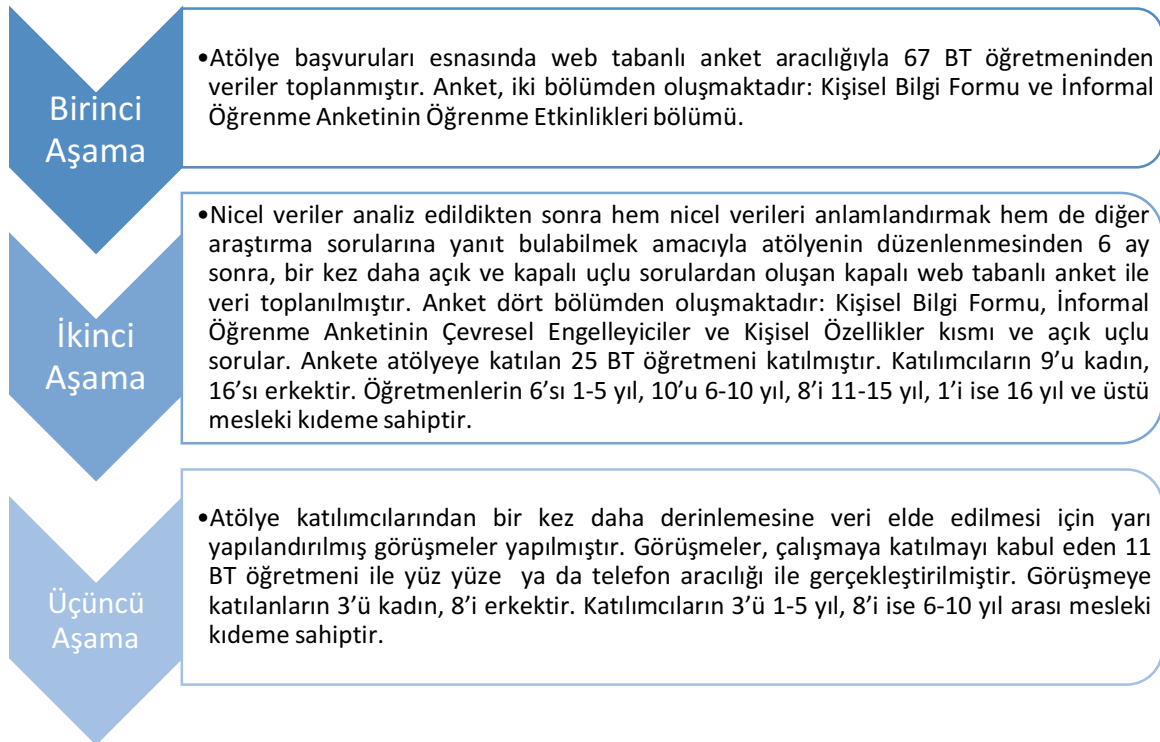 Birinci
Aşama
•Atölye başvuruları esnasında web tabanlı anket aracılığıyla 67 BT öğretmeninden
veriler toplanmıştır. Anket, iki bölümden oluşmaktadır: Kişisel Bilgi Formu ve İnformal
Öğrenme Anketinin Öğrenme Etkinlikleri bölümü.
İkinci
Aşama
•Nicel veriler analiz edildikten sonra hem nicel verileri anlamlandırmak hem de diğer
araştırma sorularına yanıt bulabilmek amacıyla atölyenin düzenlenmesinden 6 ay
sonra, bir kez daha açık ve kapalı uçlu sorulardan oluşan kapalı web tabanlı anket ile
veri toplanılmıştır. Anket dört bölümden oluşmaktadır: Kişisel Bilgi Formu, İnformal
Öğrenme Anketinin Çevresel Engelleyiciler ve Kişisel Özellikler kısmı ve açık uçlu
sorular. Ankete atölyeye katılan 25 BT öğretmeni katılmıştır. Katılımcıların 9’u kadın,
16’sı erkektir. Öğretmenlerin 6’sı 1-5 yıl, 10’u 6-10 yıl, 8’i 11-15 yıl, 1’i ise 16 yıl ve üstü
mesleki kıdeme sahiptir.
Üçüncü
Aşama
•Atölye katılımcılarından bir kez daha derinlemesine veri elde edilmesi için yarı
yapılandırılmış görüşmeler yapılmıştır. Görüşmeler, çalışmaya katılmayı kabul eden 11
BT öğretmeni ile yüz yüze ya da telefon aracılığı ile gerçekleştirilmiştir. Görüşmeye
katılanların 3’ü kadın, 8’i erkektir. Katılımcıların 3’ü 1-5 yıl, 8’i ise 6-10 yıl arası mesleki
kıdeme sahiptir.